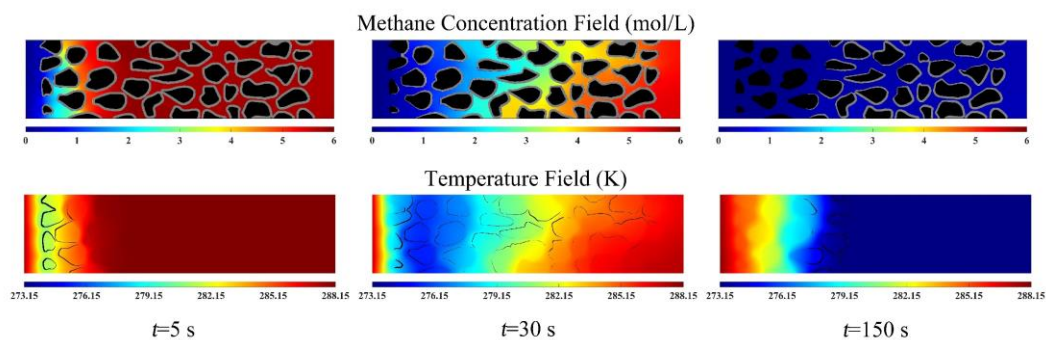 Methane Concentration Field (mol/L)
0 1 2 3 4 5 6
0 1 2 3 4 5 6
0 1 2 3 4 5 6
Temperature Field (K)
273.15 276.15 279.15 282.15 285.15 288.15
273.15 276.15 279.15 282.15 285.15 288.15
273.15 276.15 279.15 282.15 285.15 288.15
t=5 s
t=30 s
t=150 s